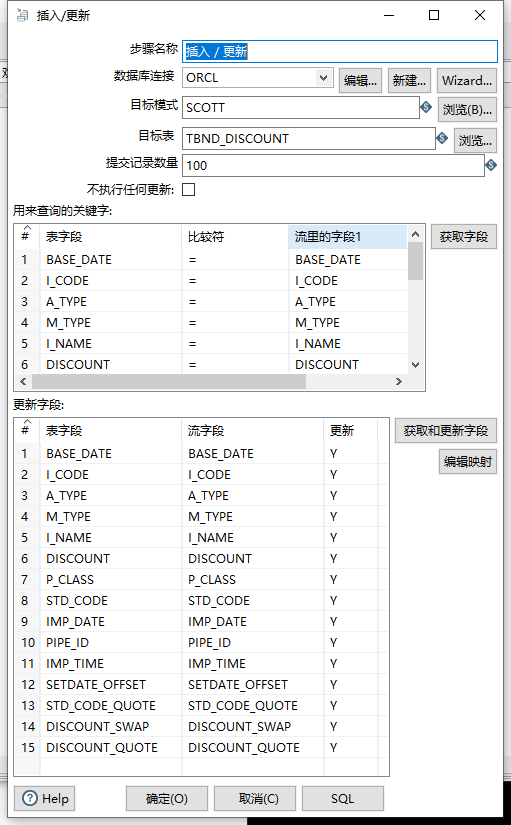 插入/更新
步骤名称 插入 / 更新
数据库连接 ORCL 编辑... 新建... Wizard...
目标模式 SCOTT 浏览(B)...
目标表 TBND_DISCOUNT 浏览...
提交记录数量 100
不执行任何更新:
用来查询的关键字:
# 表字段 比较符 流里的字段1 获取字段
1 BASE_DATE = BASE_DATE
2 I_CODE = I_CODE
3 A_TYPE = A_TYPE
4 M_TYPE = M_TYPE
5 I_NAME = I_NAME
6 DISCOUNT = DISCOUNT
更新字段:
# 表字段 流字段 更新 获取和更新字段
编辑映射
1 BASE_DATE BASE_DATE Y
2 I_CODE I_CODE Y
3 A_TYPE A_TYPE Y
4 M_TYPE M_TYPE Y
5 I_NAME I_NAME Y
6 DISCOUNT DISCOUNT Y
7 P_CLASS P_CLASS Y
8 STD_CODE STD_CODE Y
9 IMP_DATE IMP_DATE Y
10 PIPE_ID PIPE_ID Y
11 IMP_TIME IMP_TIME Y
12 SETDATE_OFFSET SETDATE_OFFSET Y
13 STD_CODE_QUOTE STD_CODE_QUOTE Y
14 DISCOUNT_SWAP DISCOUNT_SWAP Y
15 DISCOUNT_QUOTE DISCOUNT_QUOTE Y
Help 确定(O) 取消(C) SQL